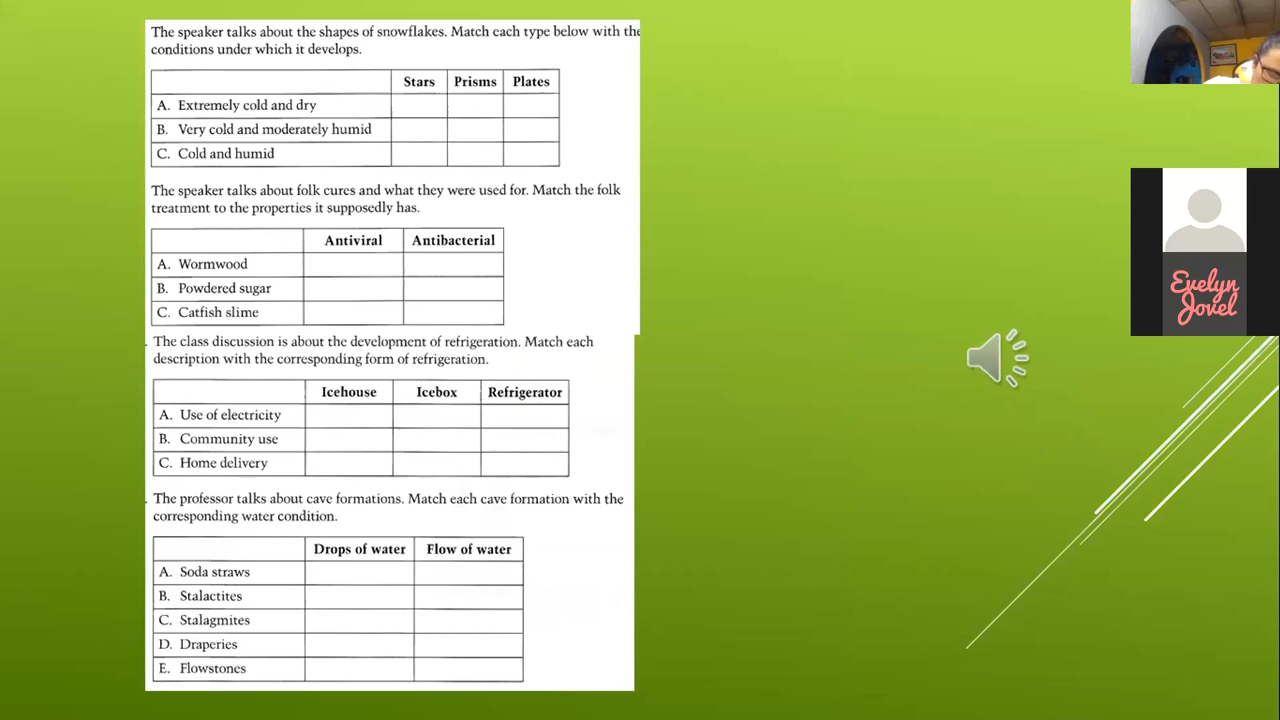 The speaker talks about the shapes of snowflakes. Match each type below with the
conditions under which it develops.
Stars Prisms Plates
A. Extremely cold and dry
B. Very cold and moderately humid
C. Cold and humid
The speaker talks about folk cures and what they were used for. Match the folk
treatment to the properties it supposedly has.
Antiviral Antibacterial
A. Wormwood
B. Powdered sugar
C. Catfish slime
The class discussion is about the development of refrigeration. Match each
description with the corresponding form of refrigeration.
Icehouse Icebox Refrigerator
A. Use of electricity
B. Community use
C. Home delivery
The professor talks about cave formations. Match each cave formation with the
corresponding water condition.
Drops of water Flow of water
A. Soda straws
B. Stalactites
C. Stalagmites
D. Draperies
E. Flowstones
Evelyn
Jovel